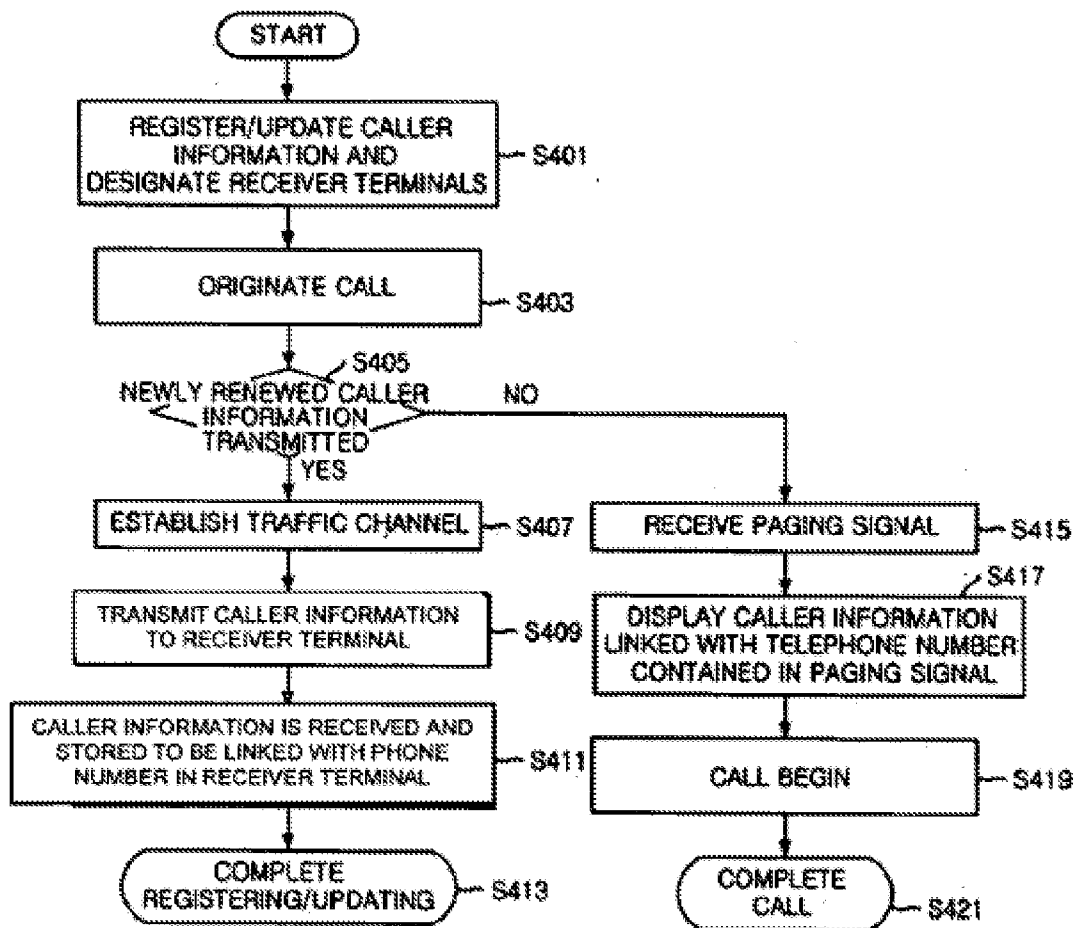 START
REGISTER/UPDATE CALLER
INFORMATION AND
DESIGNATE RECEIVER TERMINALS
S401
ORIGINATE CALL
S403
S405
NEWLY RENEWED CALLER
INFORMATION
TRANSMITTED
NO
YES
ESTABLISH TRAFFIC CHANNEL
S407
TRANSMIT CALLER INFORMATION
TO RECEIVER TERMINAL
S409
CALLER INFORMATION IS RECEIVED AND
STORED TO BE LINKED WITH PHONE
NUMBER IN RECEIVER TERMINAL
S411
COMPLETE
REGISTERING/UPDATING
S413
RECEIVE PAGING SIGNAL
S415
S417
DISPLAY CALLER INFORMATION
LINKED WITH TELEPHONE NUMBER
CONTAINED IN PAGING SIGNAL
CALL BEGIN
S419
COMPLETE
CALL
S421